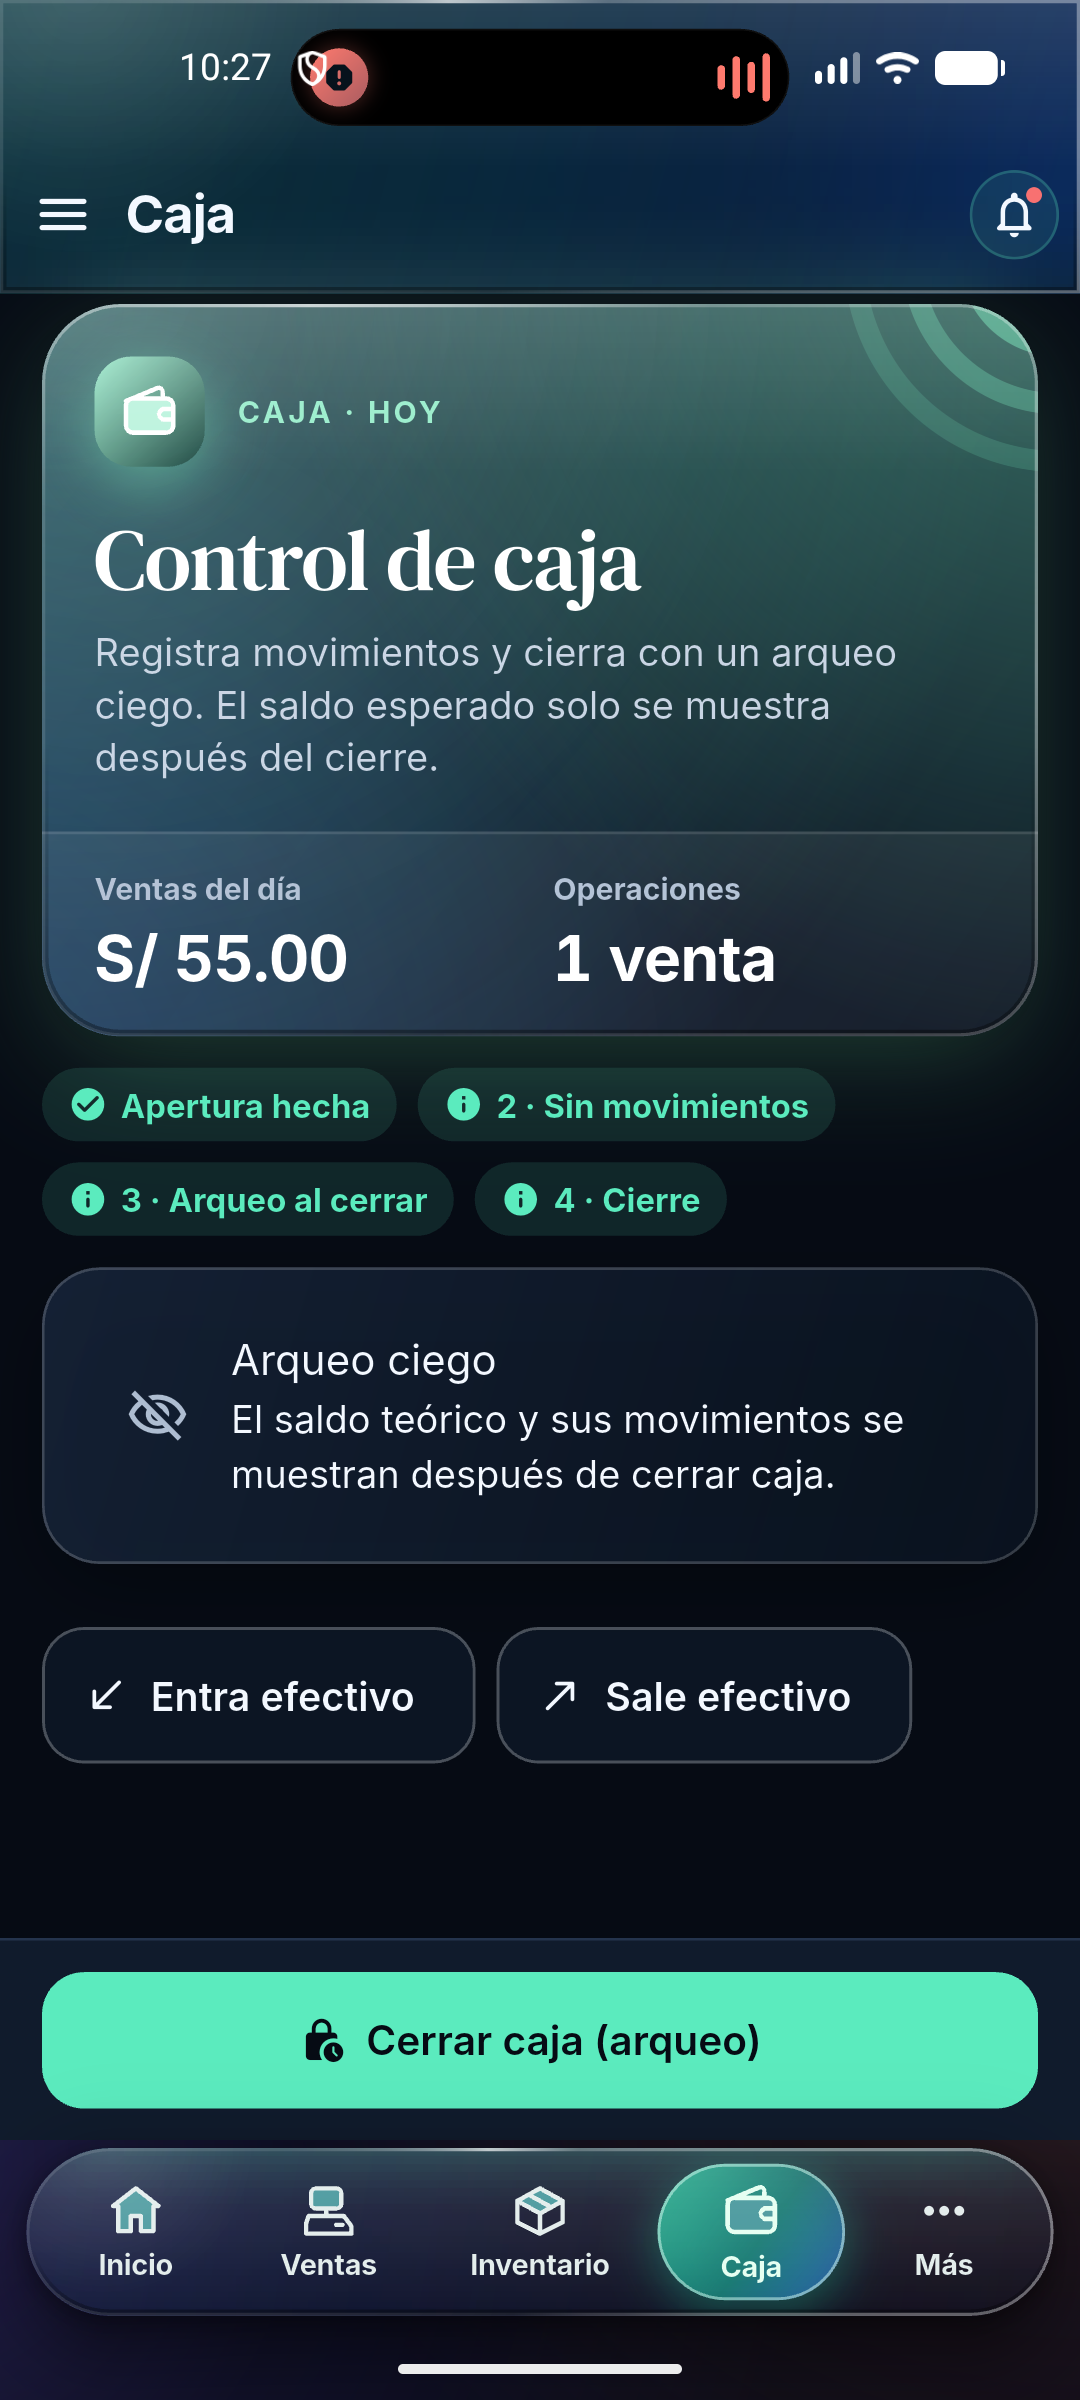 10:27
Caja
CAJA · HOY
Control de caja
Registra movimientos y cierra con un arqueo
ciego. El saldo esperado solo se muestra
después del cierre.
Ventas del día
S/ 55.00
Operaciones
1 venta
Apertura hecha
2 · Sin movimientos
3 · Arqueo al cerrar
4 · Cierre
Arqueo ciego
El saldo teórico y sus movimientos se
muestran después de cerrar caja.
Entra efectivo
Sale efectivo
Cerrar caja (arqueo)
Inicio
Ventas
Inventario
Caja
Más